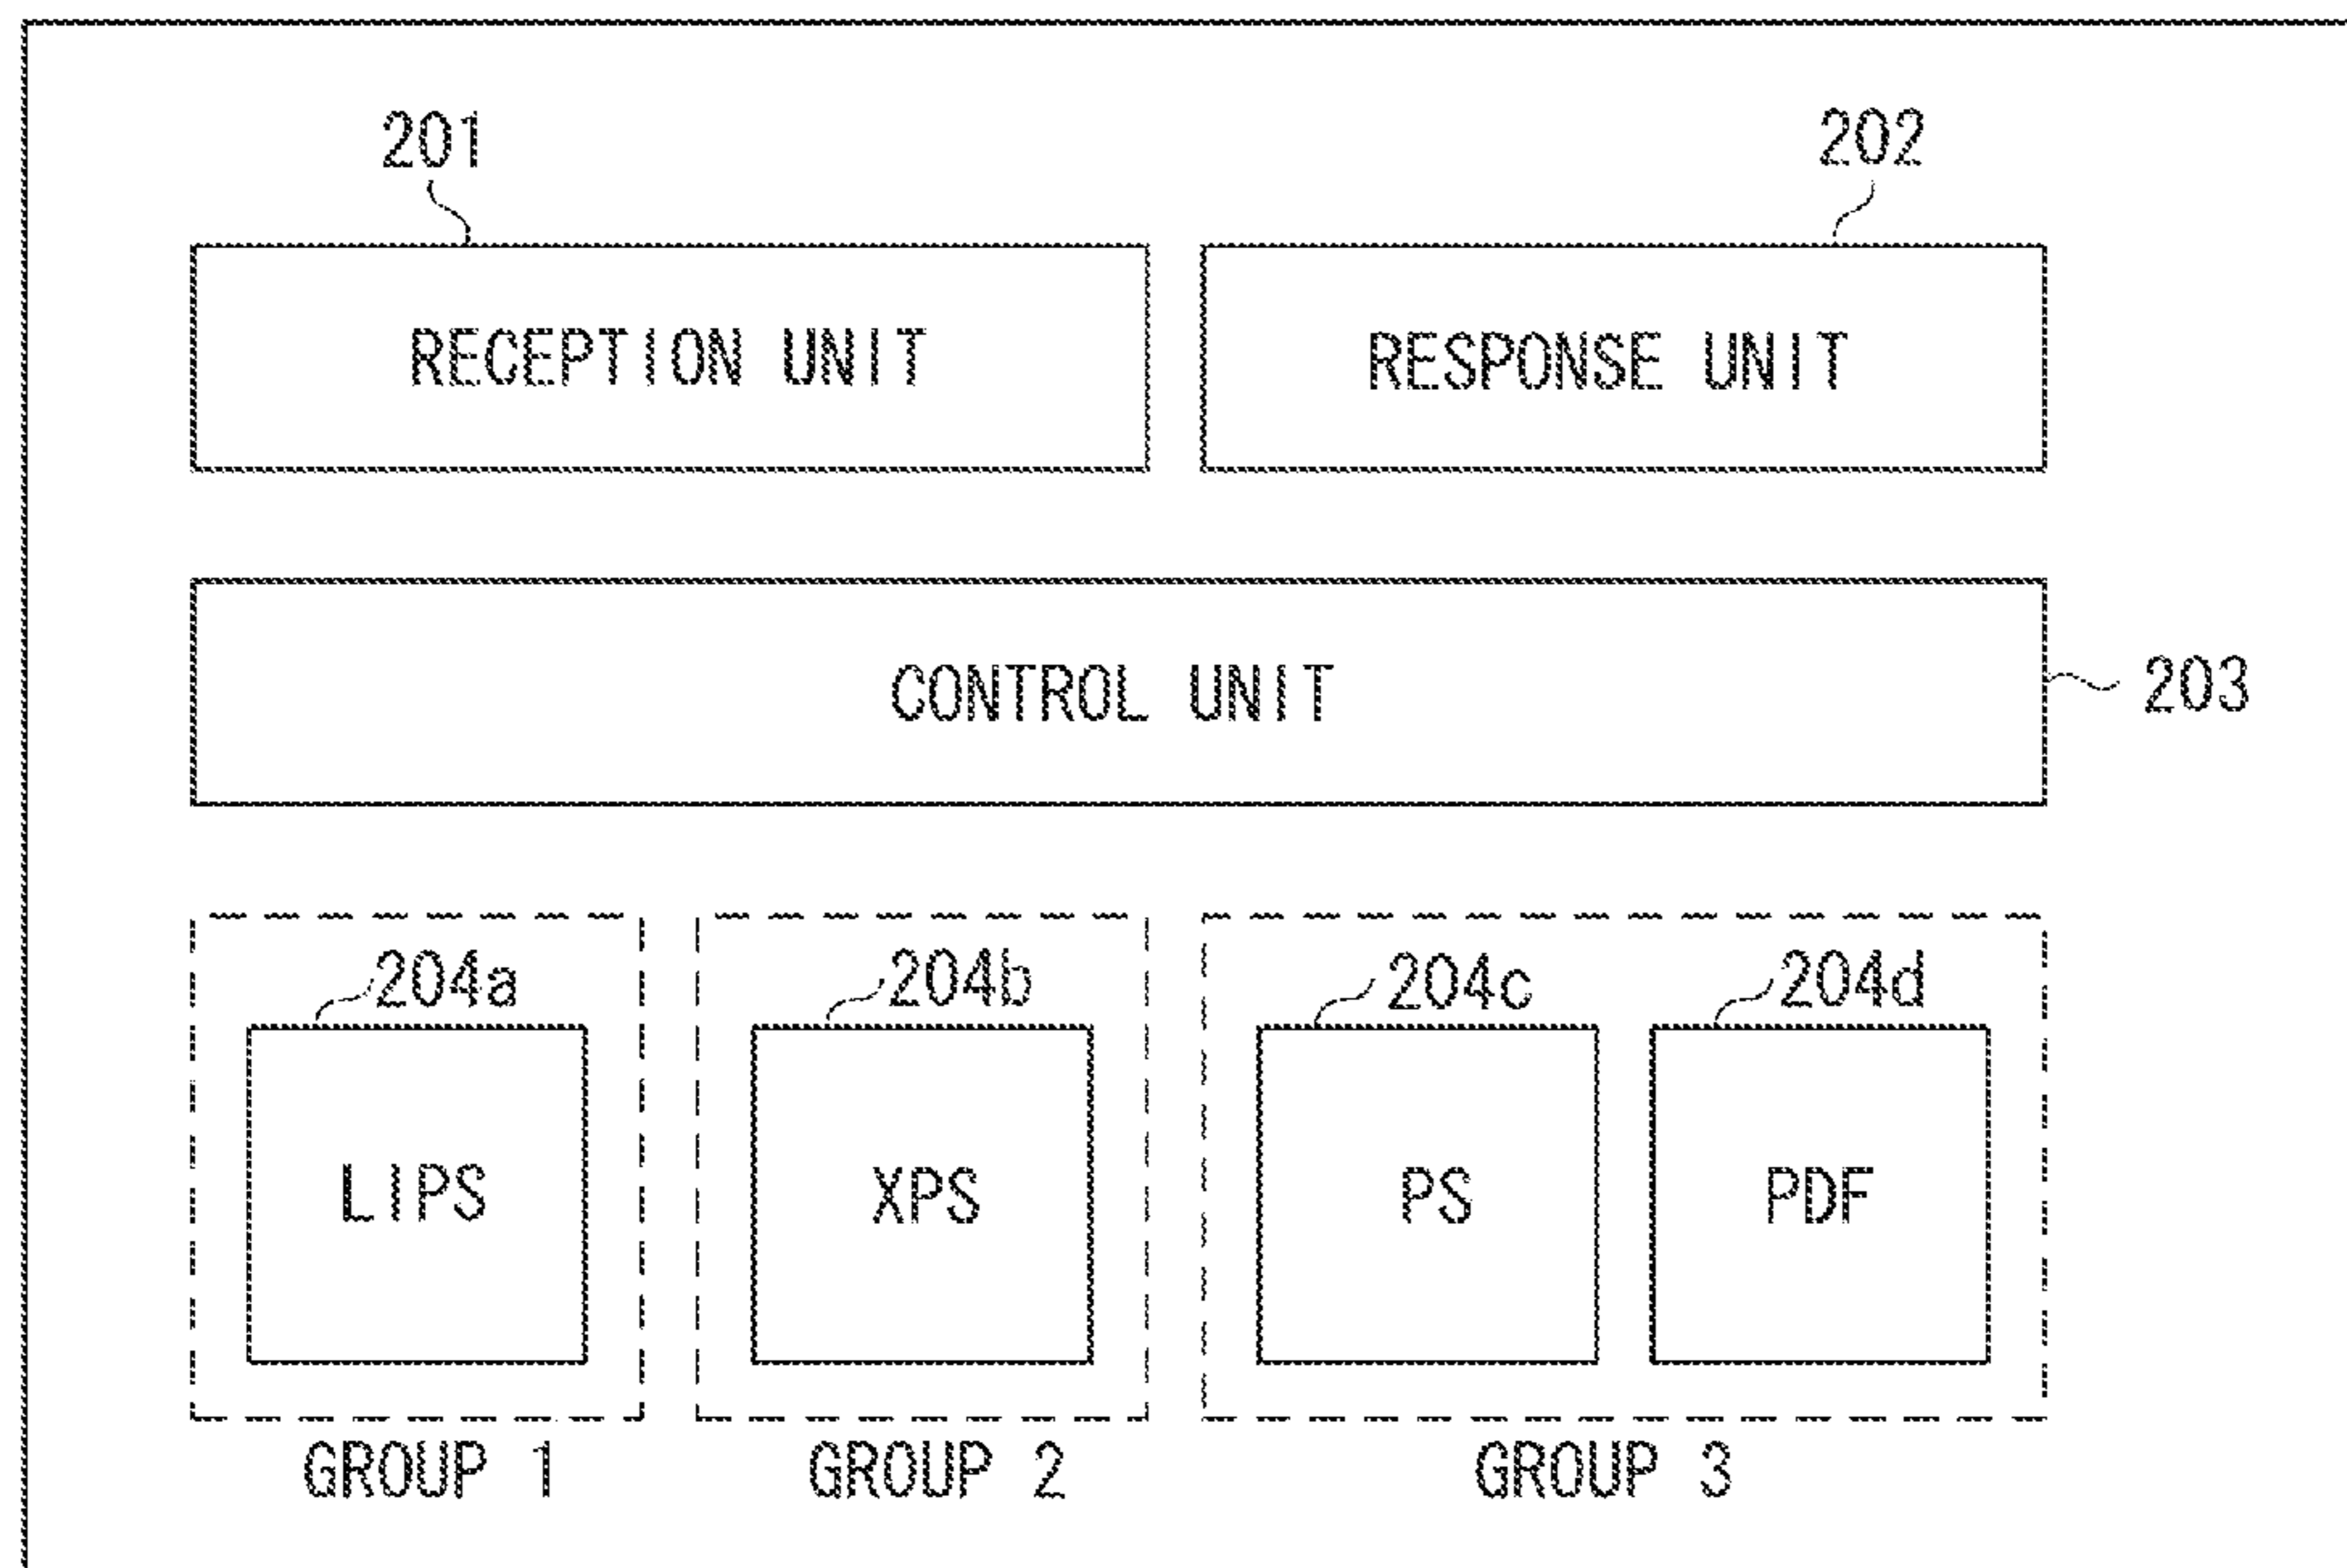 201
202
RECEPTION UNIT
RESPONSE UNIT
CONTROL UNIT
203
204a
204b
204c
204d
LIPS
XPS
PS
PDF
GROUP 1
GROUP 2
GROUP 3